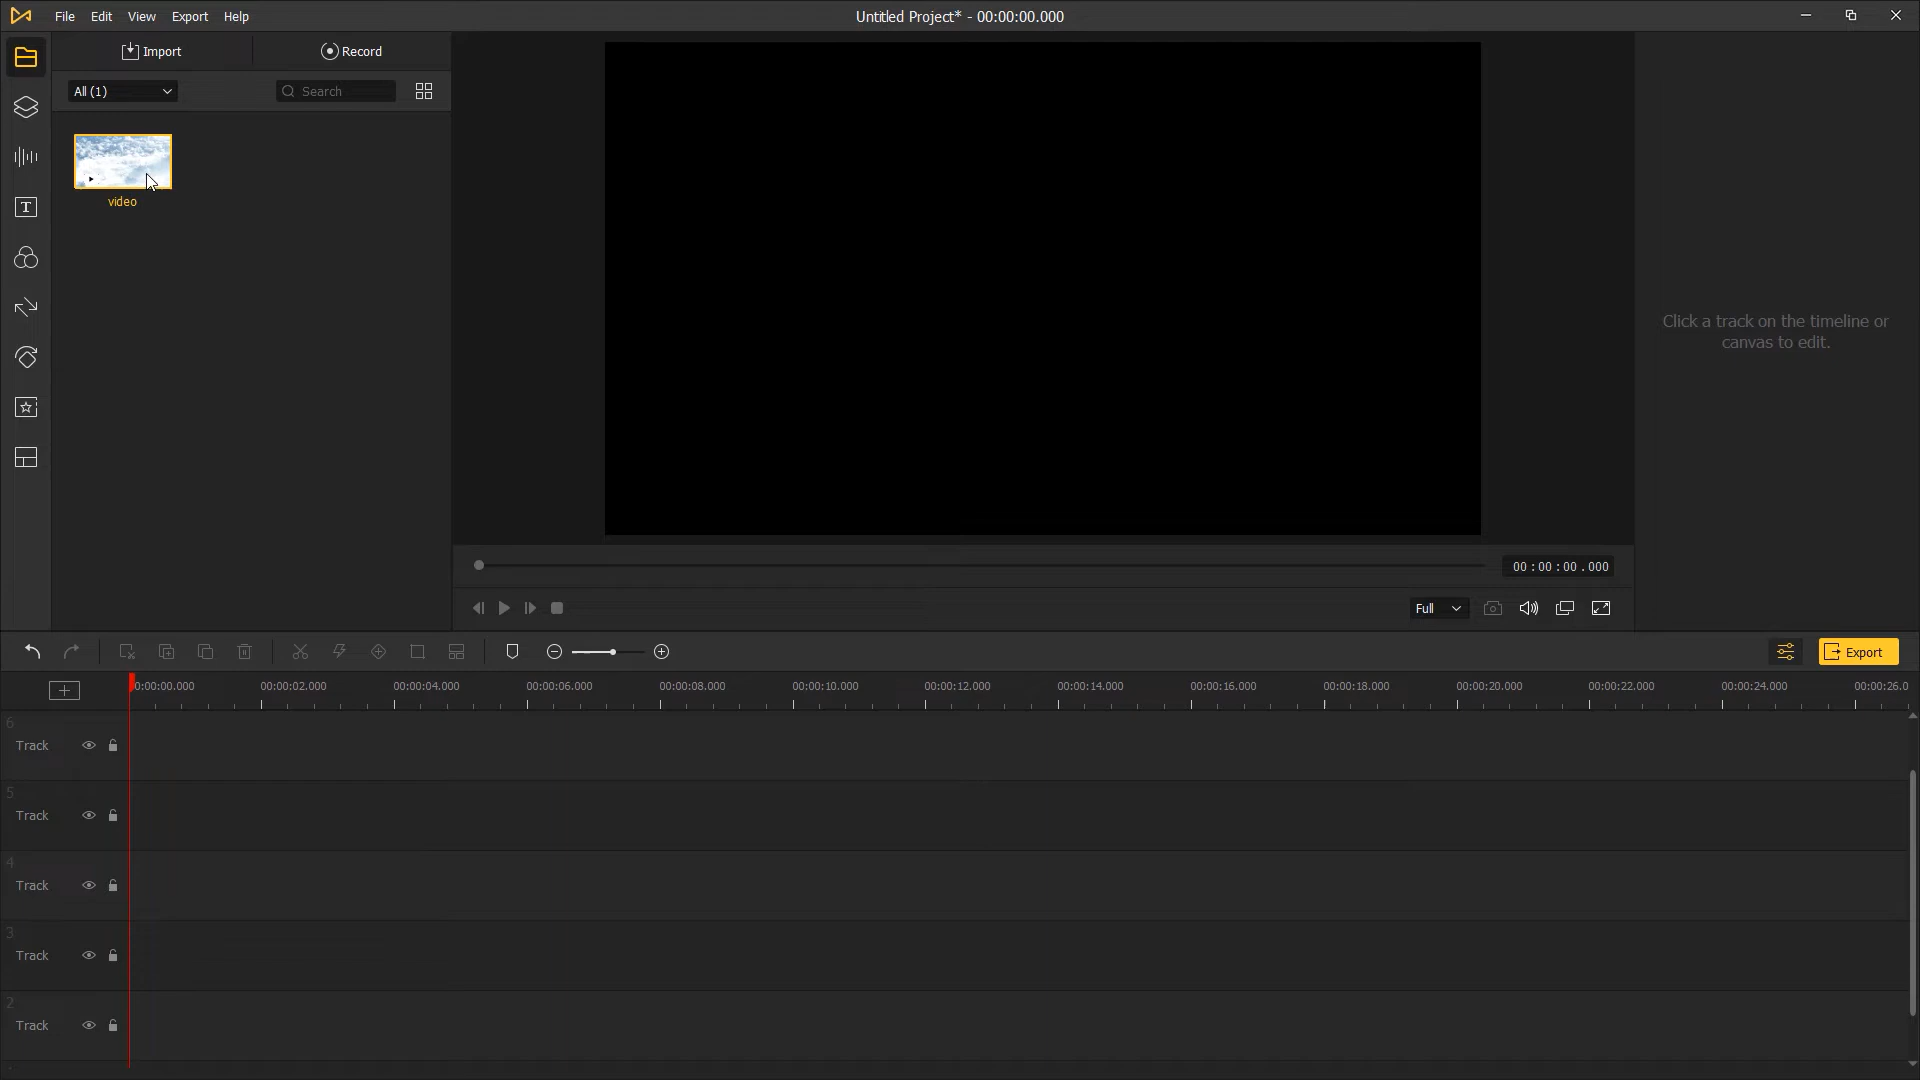 File Edit View Export Help
Untitled Project* - 00:00:00.000
Import
Record
All (1)
Search
video
Click a track on the timeline or
canvas to edit.
00 : 00 : 00 . 000
Full
Export
0:00:00.000 00:00:02.000 00:00:04.000 00:00:06.000 00:00:08.000 00:00:10.000 00:00:12.000 00:00:14.000 00:00:16.000 00:00:18.000 00:00:20.000 00:00:22.000 00:00:24.000 00:00:26.0
6
Track
5
Track
4
Track
3
Track
2
Track